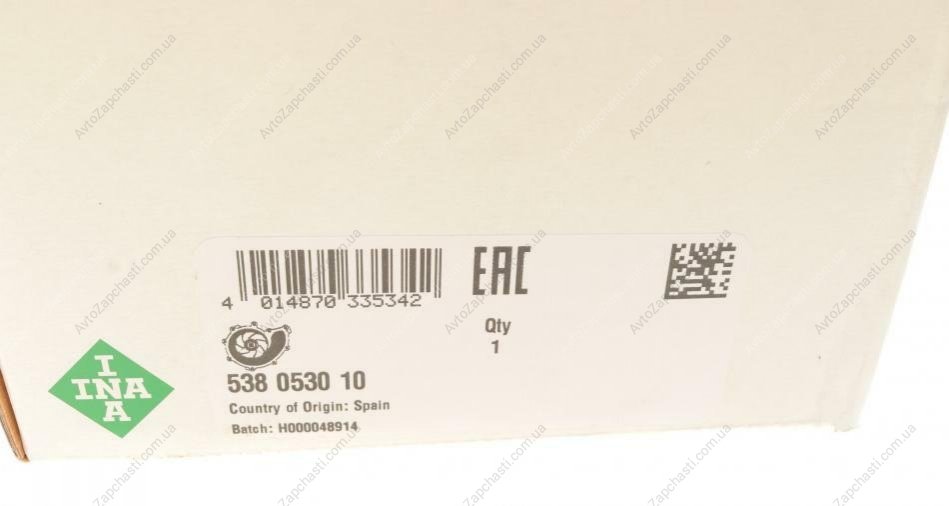 4 014870 335342
EAC
Qty
1
538 0530 10
Country of Origin: Spain
Batch: H000048914
I
INA
A
AvtoZapchasti.com.ua